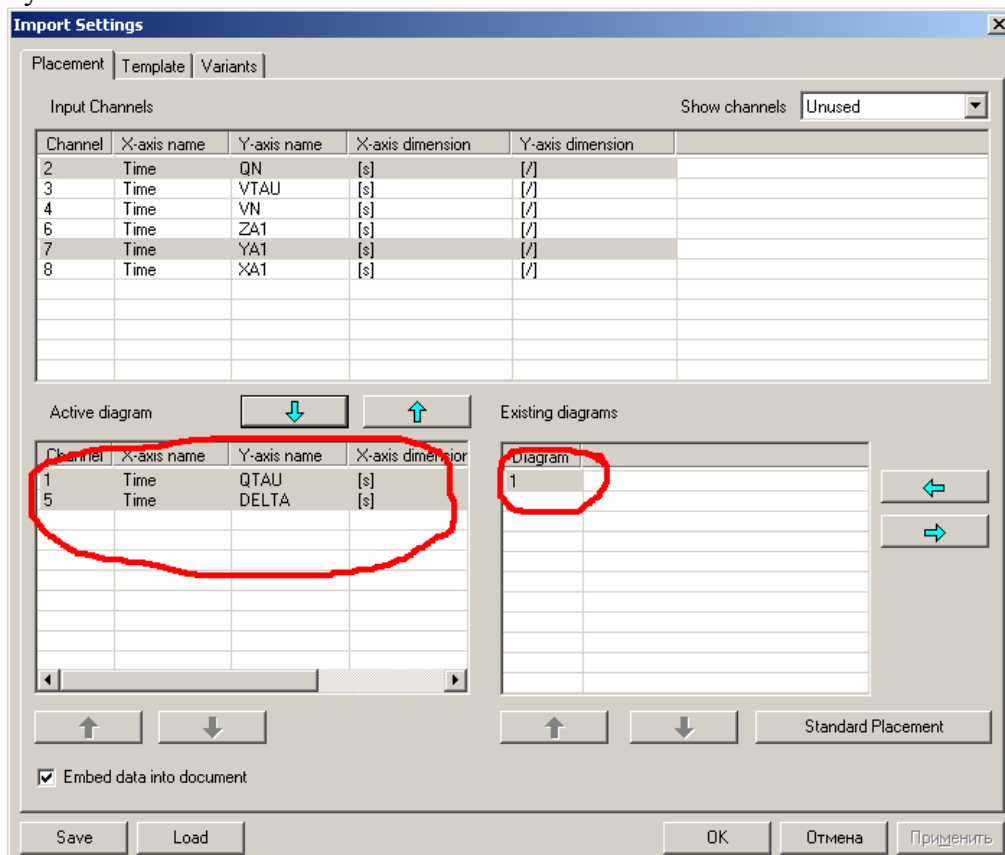 Import Settings
Placement Template Variants
Input Channels Show channels Unused
Channel X-axis name Y-axis name X-axis dimension Y-axis dimension
2 Time QN [s] [/]
3 Time VTAU [s] [/]
4 Time VN [s] [/]
6 Time ZA1 [s] [/]
7 Time YA1 [s] [/]
8 Time XA1 [s] [/]
Active diagram Existing diagrams
Channel X-axis name Y-axis name X-axis dimension Diagram
1 Time QTAU [s] 1
5 Time DELTA [s]
Standard Placement
Embed data into document
Save Load OK Отмена Применить